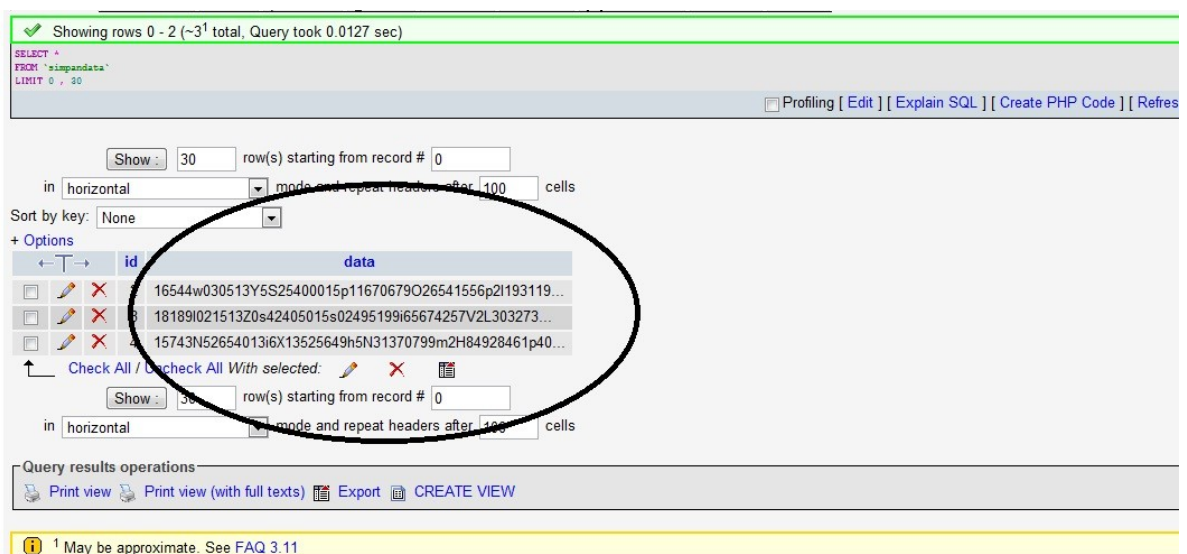 Showing rows 0 - 2 (~3¹ total, Query took 0.0127 sec)
SELECT *
FROM `simpandata`
LIMIT 0 , 30
Profiling [ Edit ] [ Explain SQL ] [ Create PHP Code ] [ Refres
Show : 30 row(s) starting from record # 0
in horizontal mode and repeat headers after 100 cells
Sort by key: None
+ Options
←T→ id data
16544w030513Y5S25400015p11670679O26541556p2I193119...
18189I021513Z0s42405015s02495199i65674257V2L303273...
4 15743N52654013i6X13525649h5N31370799m2H84928461p40...
Check All / Uncheck All With selected:
Show : 30 row(s) starting from record # 0
in horizontal mode and repeat headers after 100 cells
Query results operations
Print view Print view (with full texts) Export CREATE VIEW
¹ May be approximate. See FAQ 3.11